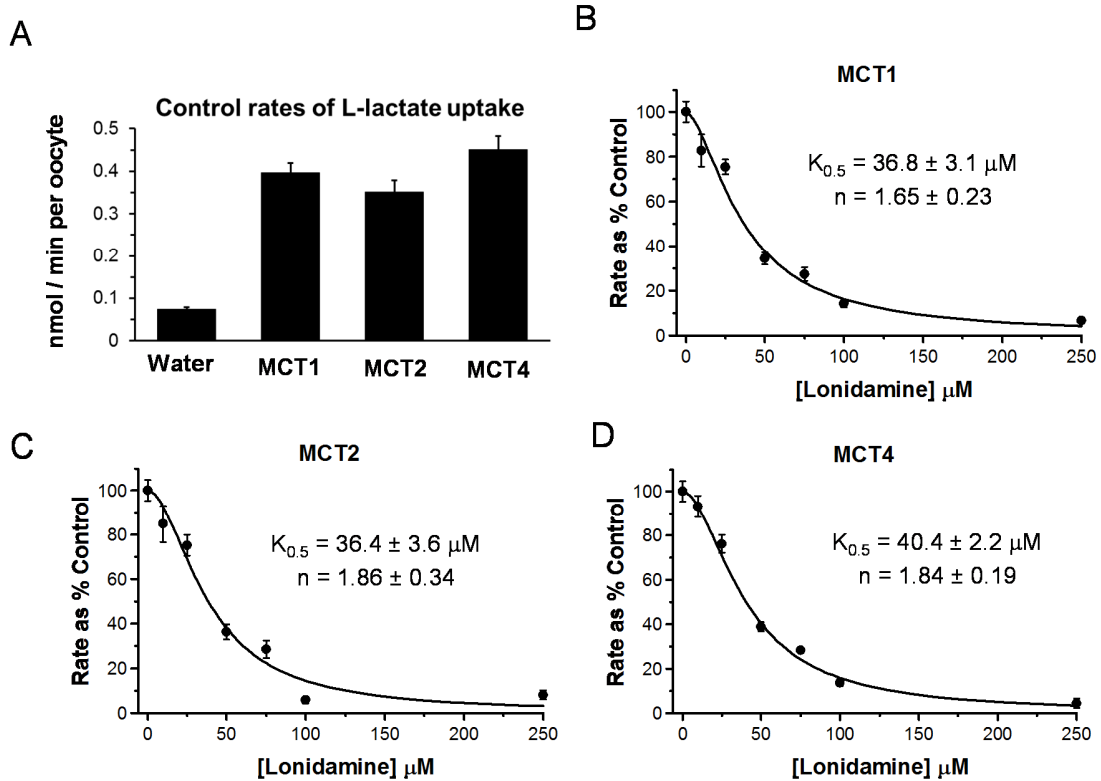 A
Control rates of L-lactate uptake
nmol / min per oocyte
0.5
0.4
0.3
0.2
0.1
0
Water
MCT1
MCT2
MCT4
B
MCT1
Rate as % Control
100
80
60
40
20
0
K0.5 = 36.8 ± 3.1 μM
n = 1.65 ± 0.23
0 50 100 150 200 250
[Lonidamine] μM
C
MCT2
Rate as % Control
100
80
60
40
20
0
K0.5 = 36.4 ± 3.6 μM
n = 1.86 ± 0.34
0 50 100 150 200 250
[Lonidamine] μM
D
MCT4
Rate as % Control
100
80
60
40
20
0
K0.5 = 40.4 ± 2.2 μM
n = 1.84 ± 0.19
0 50 100 150 200 250
[Lonidamine] μM